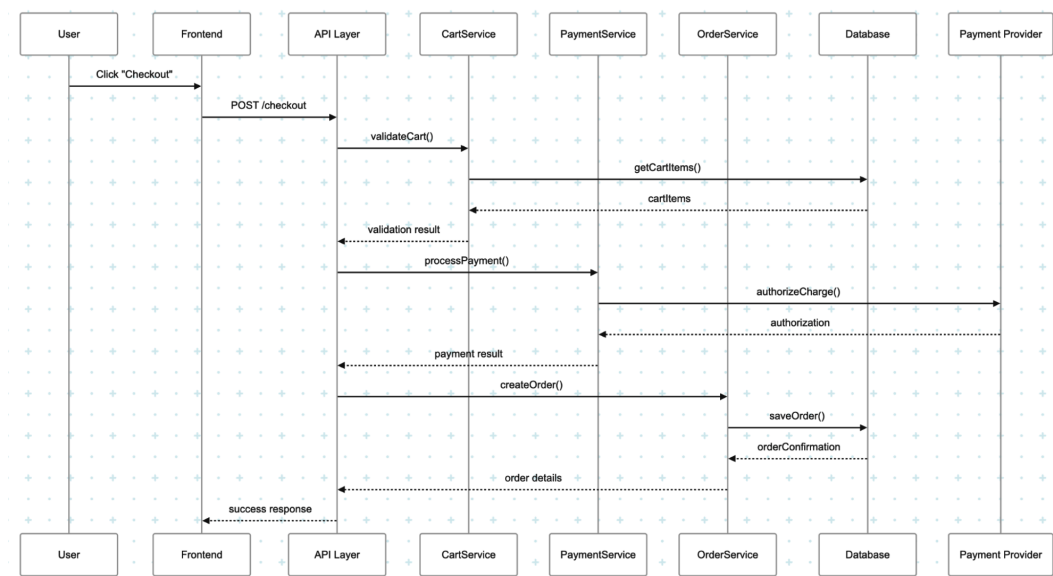 User
Frontend
API Layer
CartService
PaymentService
OrderService
Database
Payment Provider
Click "Checkout"
POST /checkout
validateCart()
getCartItems()
cartItems
validation result
processPayment()
authorizeCharge()
authorization
payment result
createOrder()
saveOrder()
orderConfirmation
order details
success response
User
Frontend
API Layer
CartService
PaymentService
OrderService
Database
Payment Provider